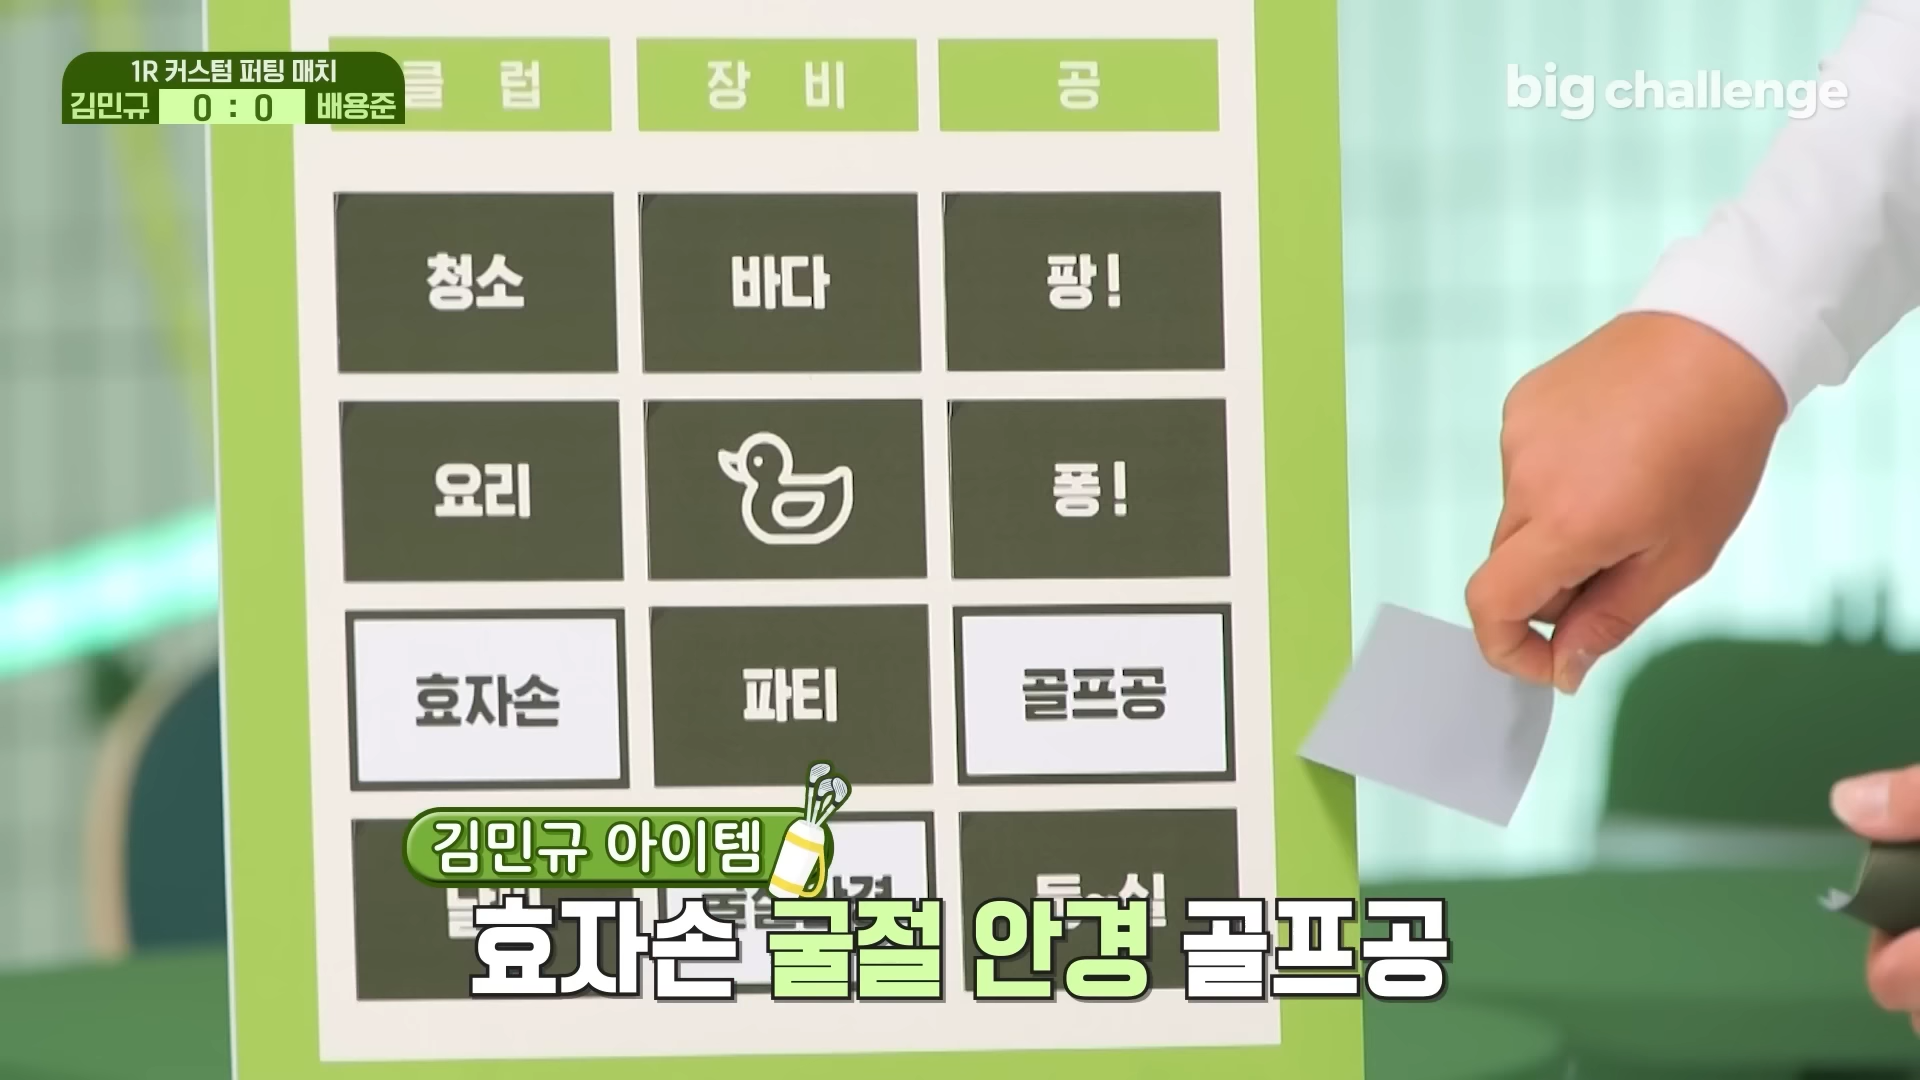 1R 커스텀 퍼팅 매치
김민규 0 : 0 배용준
big challenge
클럽 장비 공
청소 바다 팡!
요리 퐁!
효자손 파티 골프공
김민규 아이템
효자손 굴절 안경 골프공